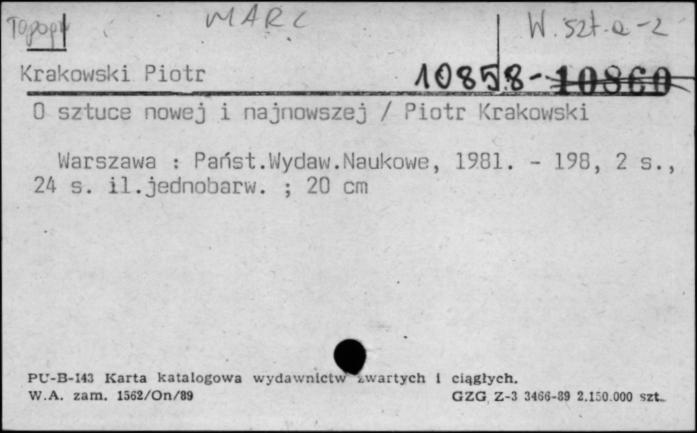 MARC
W. szt. a-z
Krakowski Piotr 10858-10860
O sztuce nowej i najnowszej / Piotr Krakowski
Warszawa : Państ.Wydaw.Naukowe, 1981. - 198, 2 s.,
24 s. il.jednobarw. ; 20 cm
PU-B-143 Karta katalogowa wydawnictw zwartych i ciągłych.
W.A. zam. 1562/On/89 GZG Z-3 3466-89 2.150.000 szt.